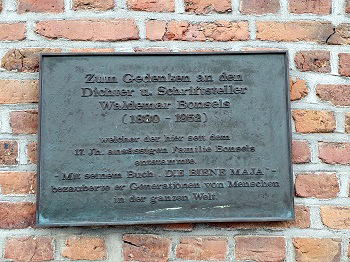 Zum Gedenken an den
Dichter u. Schriftsteller
Waldemar Bonsels
(1880 - 1952)
welcher der hier seit dem
17. Jh. ansässigen Familie Bonsels
entstammte.
"Mit seinem Buch - DIE BIENE MAJA -
bezauberte er Generationen von Menschen
in der ganzen Welt."